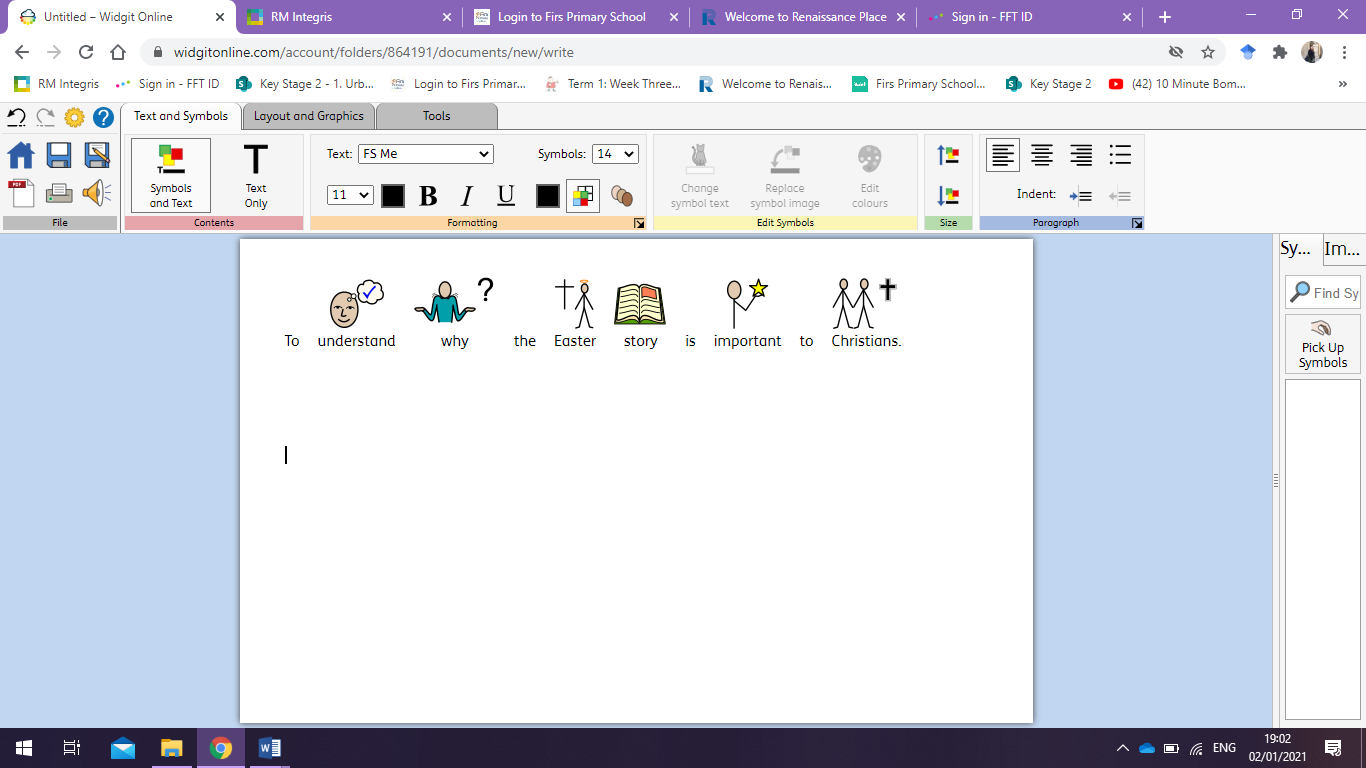 Untitled – Widgit Online
RM Integris
Login to Firs Primary School
Welcome to Renaissance Place
Sign in - FFT ID
widgitonline.com/account/folders/864191/documents/new/write
RM Integris
Sign in - FFT ID
Key Stage 2 - 1. Urb...
Login to Firs Primar...
Term 1: Week Three...
Welcome to Renais...
Firs Primary School...
Key Stage 2
(42) 10 Minute Bom...
»
Text and Symbols
Layout and Graphics
Tools
Symbols
and Text
T
Text
Only
Text: FS Me
Symbols: 14
11
B I U
Change
symbol text
Replace
symbol image
Edit
colours
Indent:
PDF
File
Contents
Formatting
Edit Symbols
Size
Paragraph
Sy...
Im...
Find Sy
Pick Up
Symbols
?
To understand why the Easter story is important to Christians.
ENG
19:02
02/01/2021